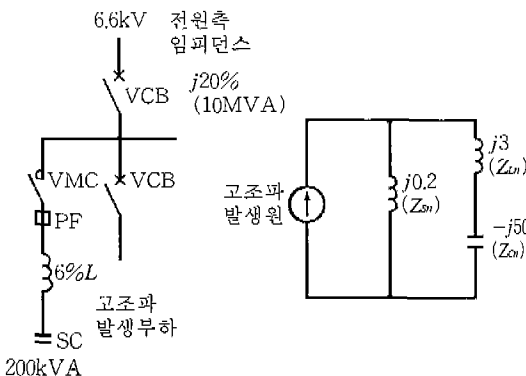 6.6kV 전원측
임피던스
VCB
j20%
(10MVA)
VMC
VCB
PF
6%L
고조파
발생부하
SC
200kVA
고조파
발생원
j0.2
(Zsn)
j3
(ZLn)
-j50
(Zcn)